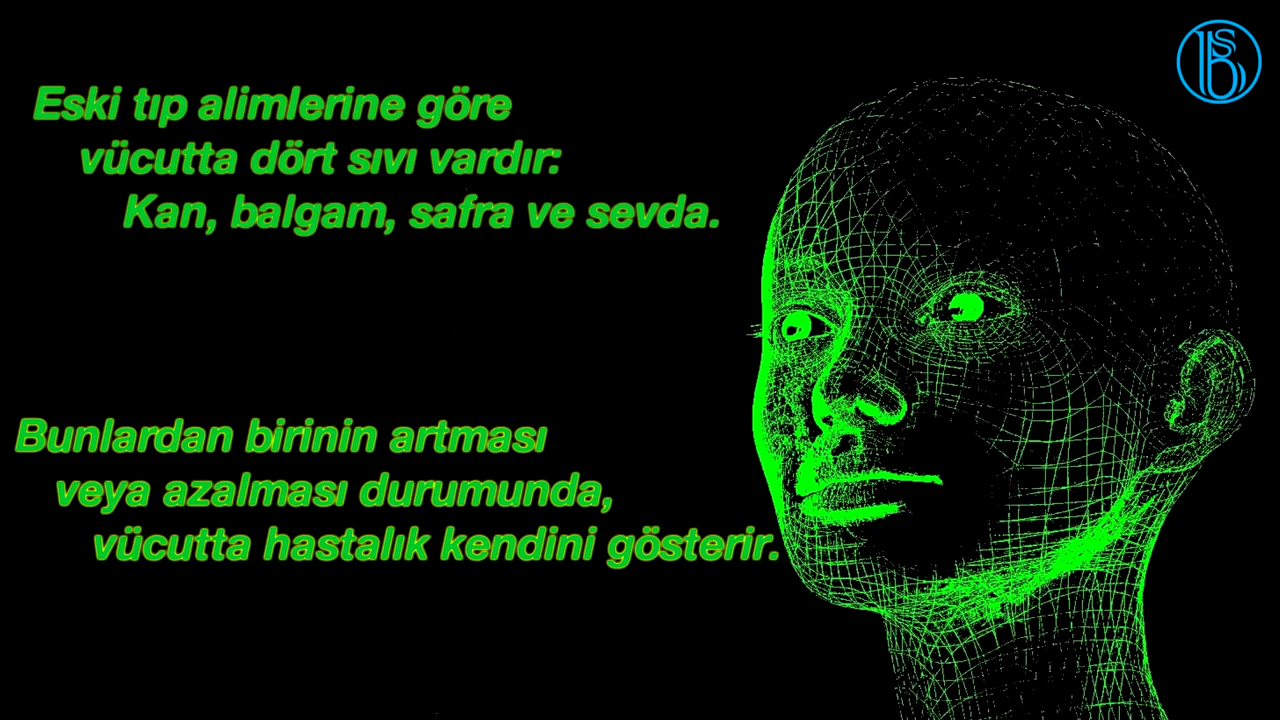 Eski tıp alimlerine göre
vücutta dört sıvı vardır:
Kan, balgam, safra ve sevda.
Bunlardan birinin artması
veya azalması durumunda,
vücutta hastalık kendini gösterir.